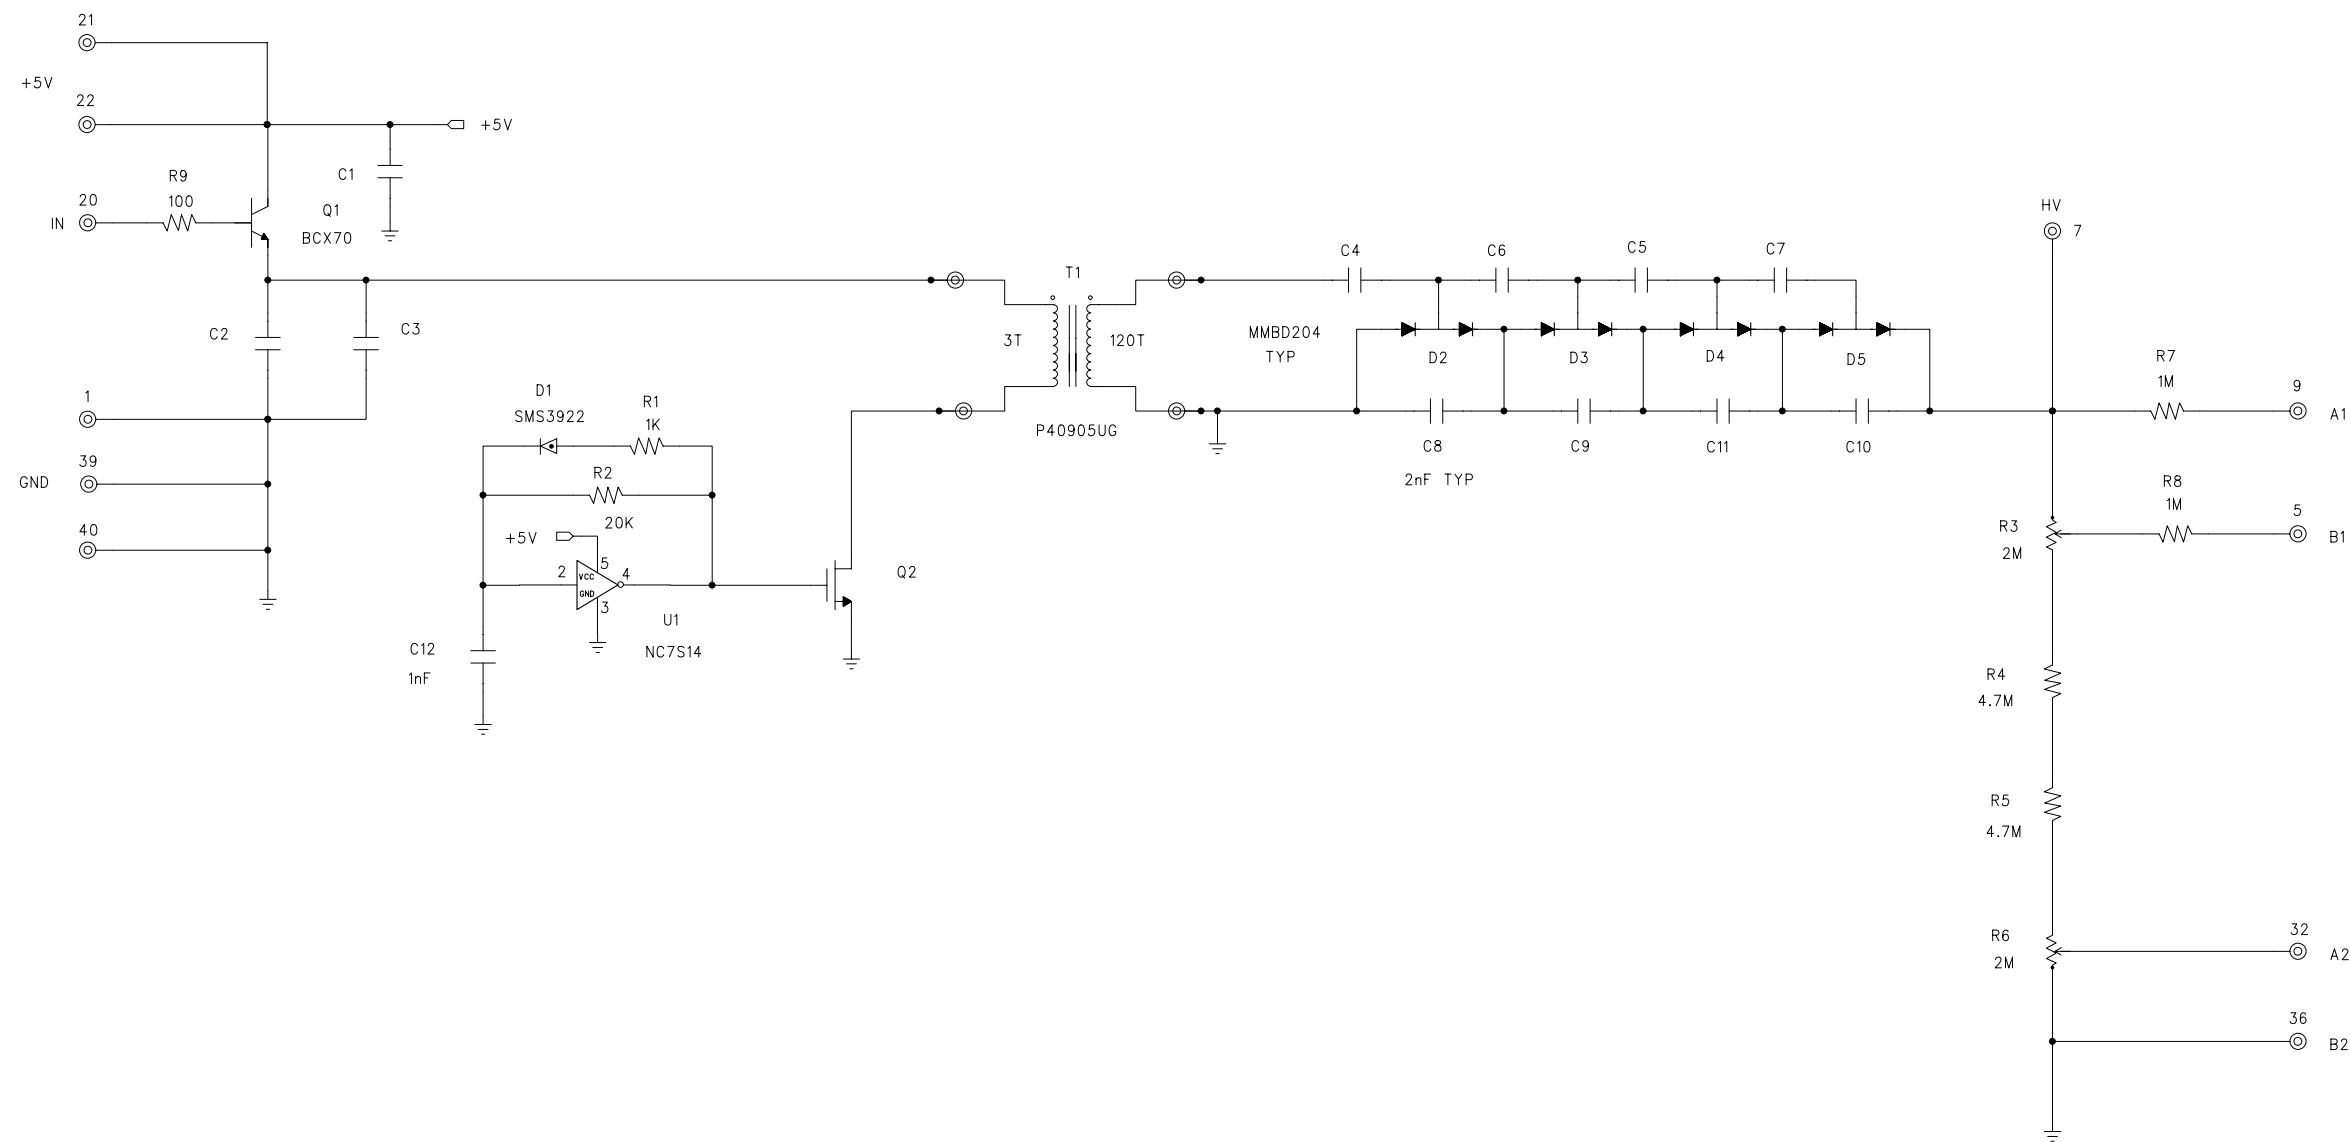 21
+5V
22
+5V
C1
R9
100
20
IN
Q1
BCX70
HV
7
C4
C6
C5
C7
T1
C2
C3
3T
120T
MMBD204
TYP
D2
D3
D4
D5
R7
1M
9
A1
1
D1
SMS3922
R1
1K
P40905UG
C8
C9
C11
C10
2nF TYP
39
GND
R2
20K
R8
1M
5
B1
R3
2M
40
+5V
2
VCC
GND
5
4
3
Q2
U1
NC7S14
C12
1nF
R4
4.7M
R5
4.7M
R6
2M
32
A2
36
B2